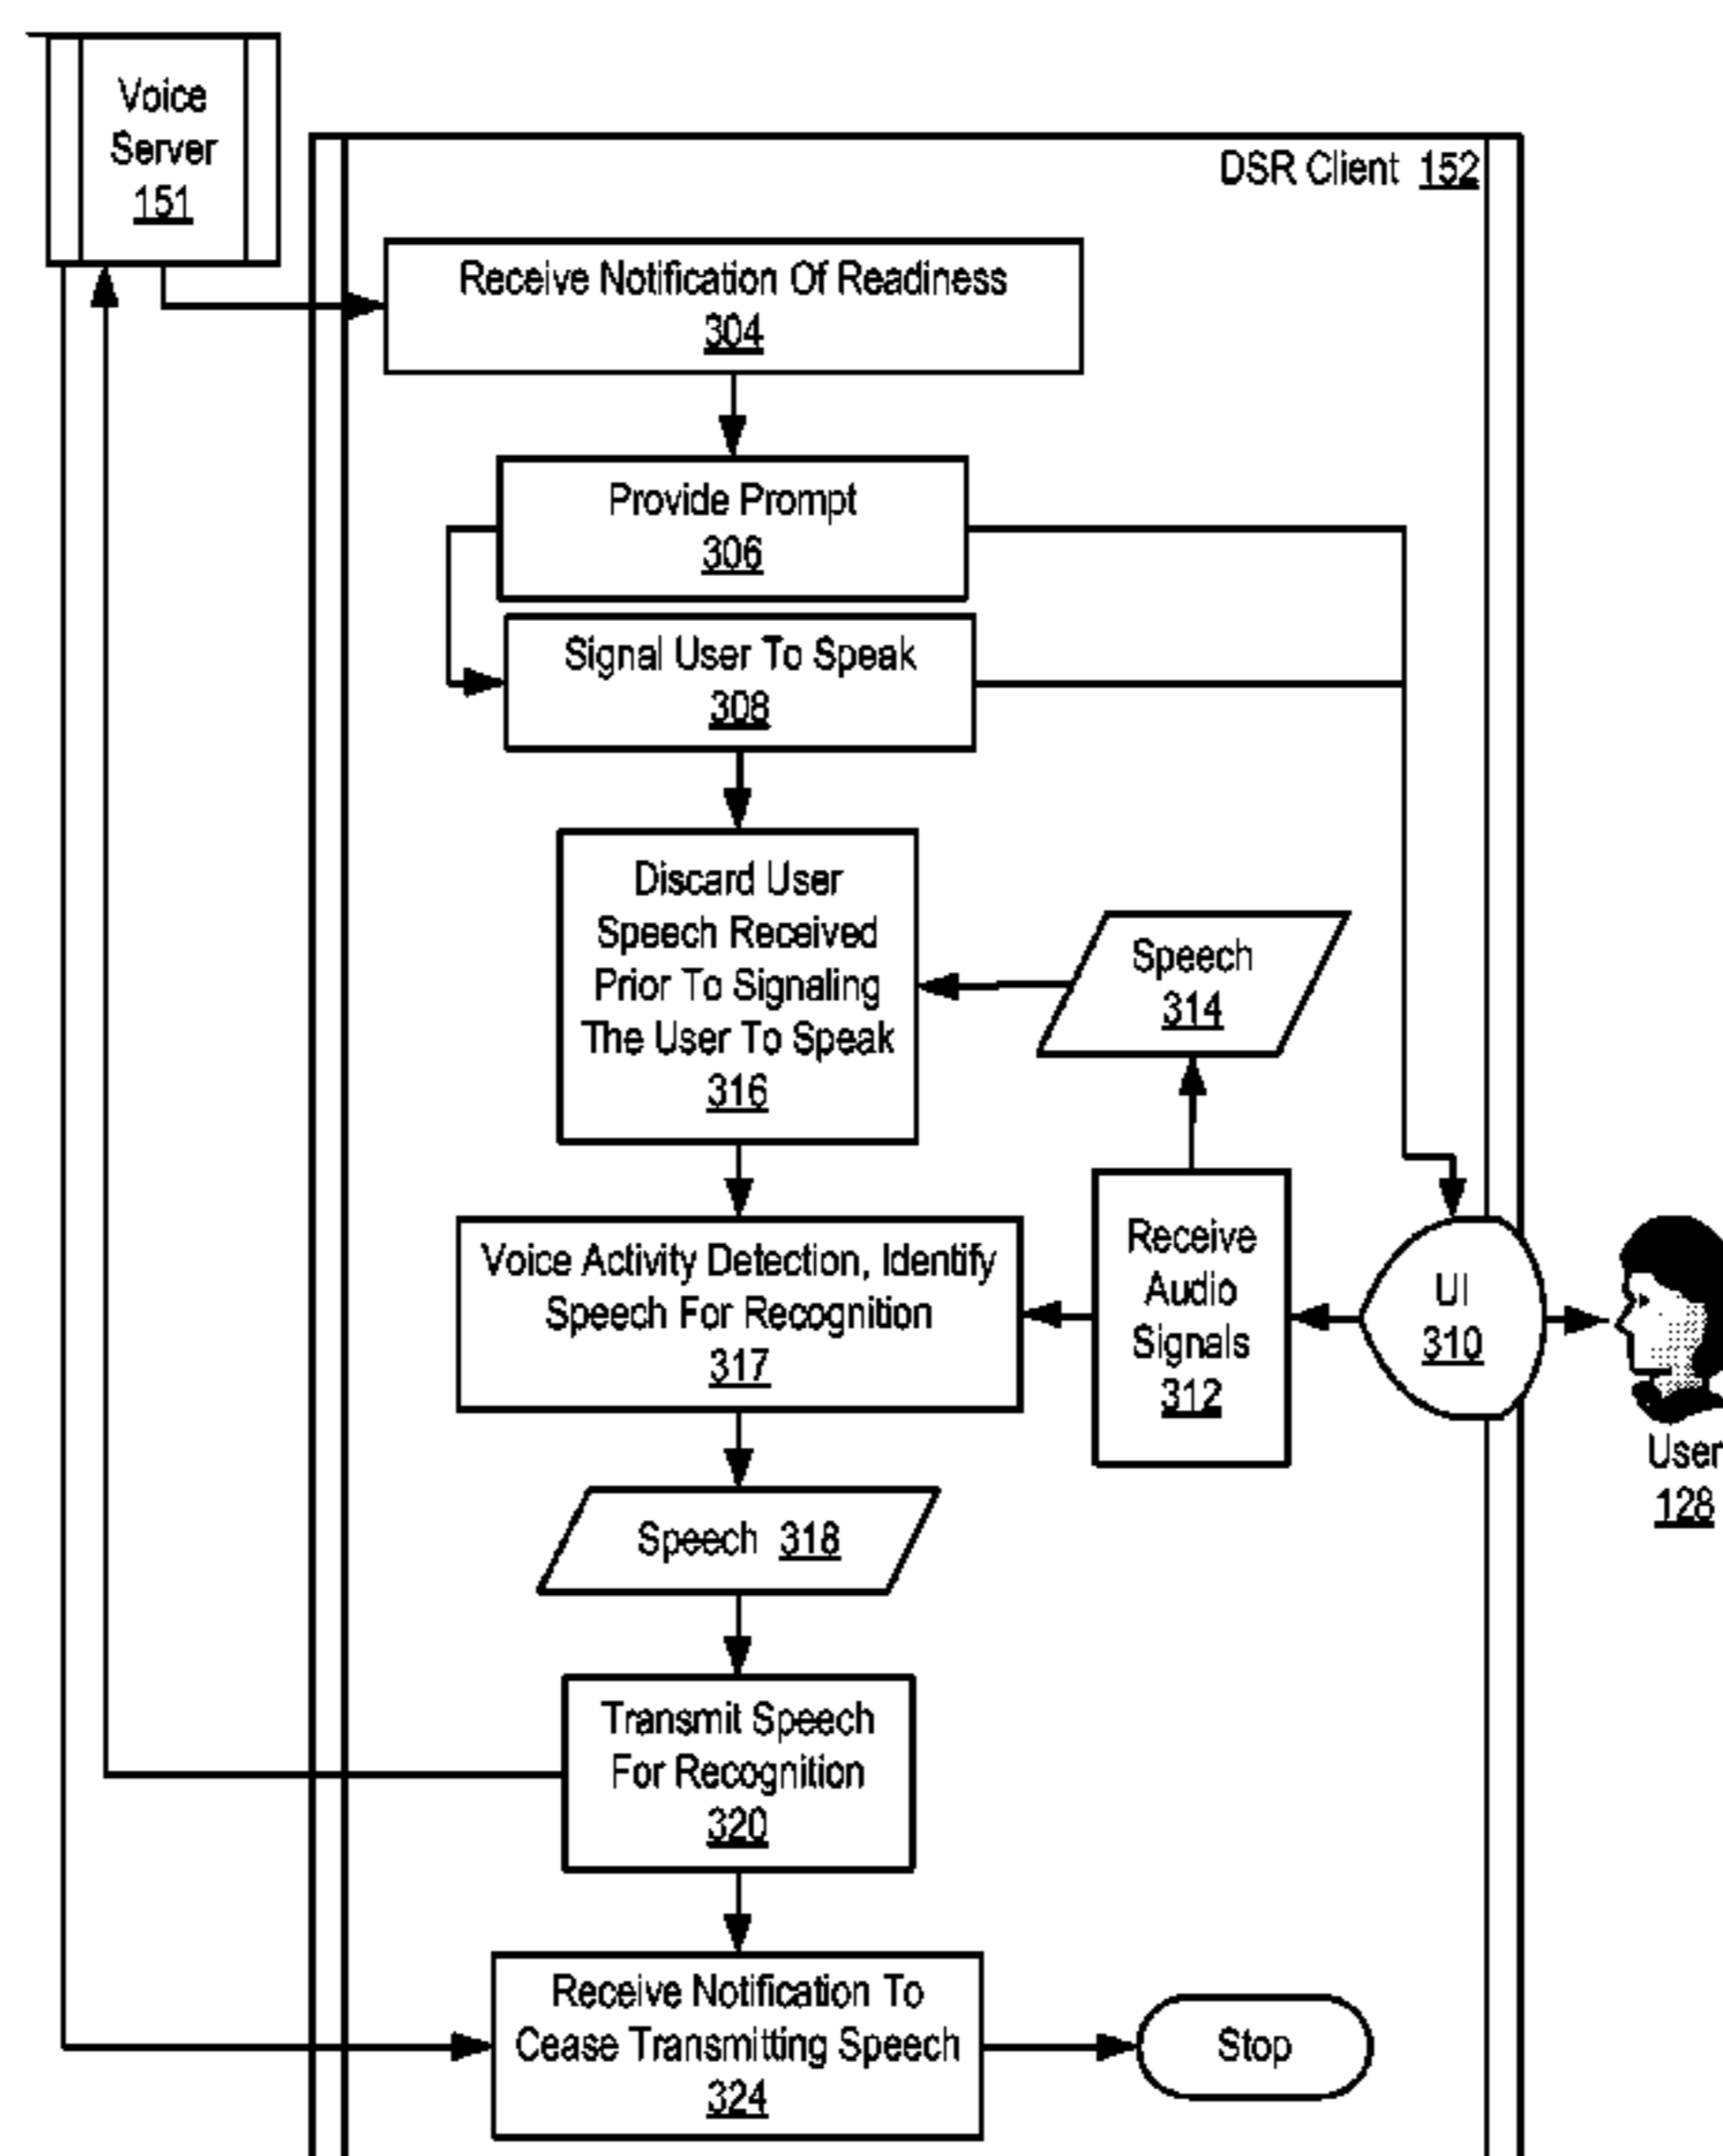 Voice
Server
151
DSR Client 152
Receive Notification Of Readiness
304
Provide Prompt
306
Signal User To Speak
308
Discard User
Speech Received
Prior To Signaling
The User To Speak
316
Speech
314
Voice Activity Detection, Identify
Speech For Recognition
317
Receive
Audio
Signals
312
UI
310
User
128
Speech 318
Transmit Speech
For Recognition
320
Receive Notification To
Cease Transmitting Speech
324
Stop